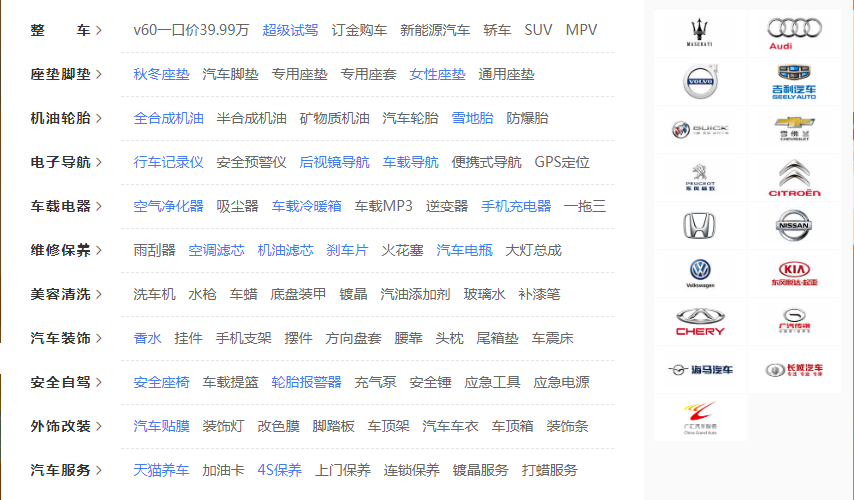 整 车 > v60一口价39.99万 超级试驾 订金购车 新能源汽车 轿车 SUV MPV
座垫脚垫 > 秋冬座垫 汽车脚垫 专用座垫 专用座套 女性座垫 通用座垫
机油轮胎 > 全合成机油 半合成机油 矿物质机油 汽车轮胎 雪地胎 防爆胎
电子导航 > 行车记录仪 安全预警仪 后视镜导航 车载导航 便携式导航 GPS定位
车载电器 > 空气净化器 吸尘器 车载冷暖箱 车载MP3 逆变器 手机充电器 一拖三
维修保养 > 雨刮器 空调滤芯 机油滤芯 刹车片 火花塞 汽车电瓶 大灯总成
美容清洗 > 洗车机 水枪 车蜡 底盘装甲 镀晶 汽油添加剂 玻璃水 补漆笔
汽车装饰 > 香水 挂件 手机支架 摆件 方向盘套 腰靠 头枕 尾箱垫 车震床
安全自驾 > 安全座椅 车载提篮 轮胎报警器 充气泵 安全锤 应急工具 应急电源
外饰改装 > 汽车贴膜 装饰灯 改色膜 脚踏板 车顶架 汽车车衣 车顶箱 装饰条
汽车服务 > 天猫养车 加油卡 4S保养 上门保养 连锁保养 镀晶服务 打蜡服务
MASERATI
Audi
VOLVO
吉利汽车
GEELY AUTO
BUICK
雪佛兰
PEUGEOT
东风标致
CITROËN
NISSAN
Volkswagen
KIA
东风悦达·起亚
CHERY
广汽传祺
海马汽车
长城汽车
专注 专业 专家
广汇汽车服务
China Grand Auto